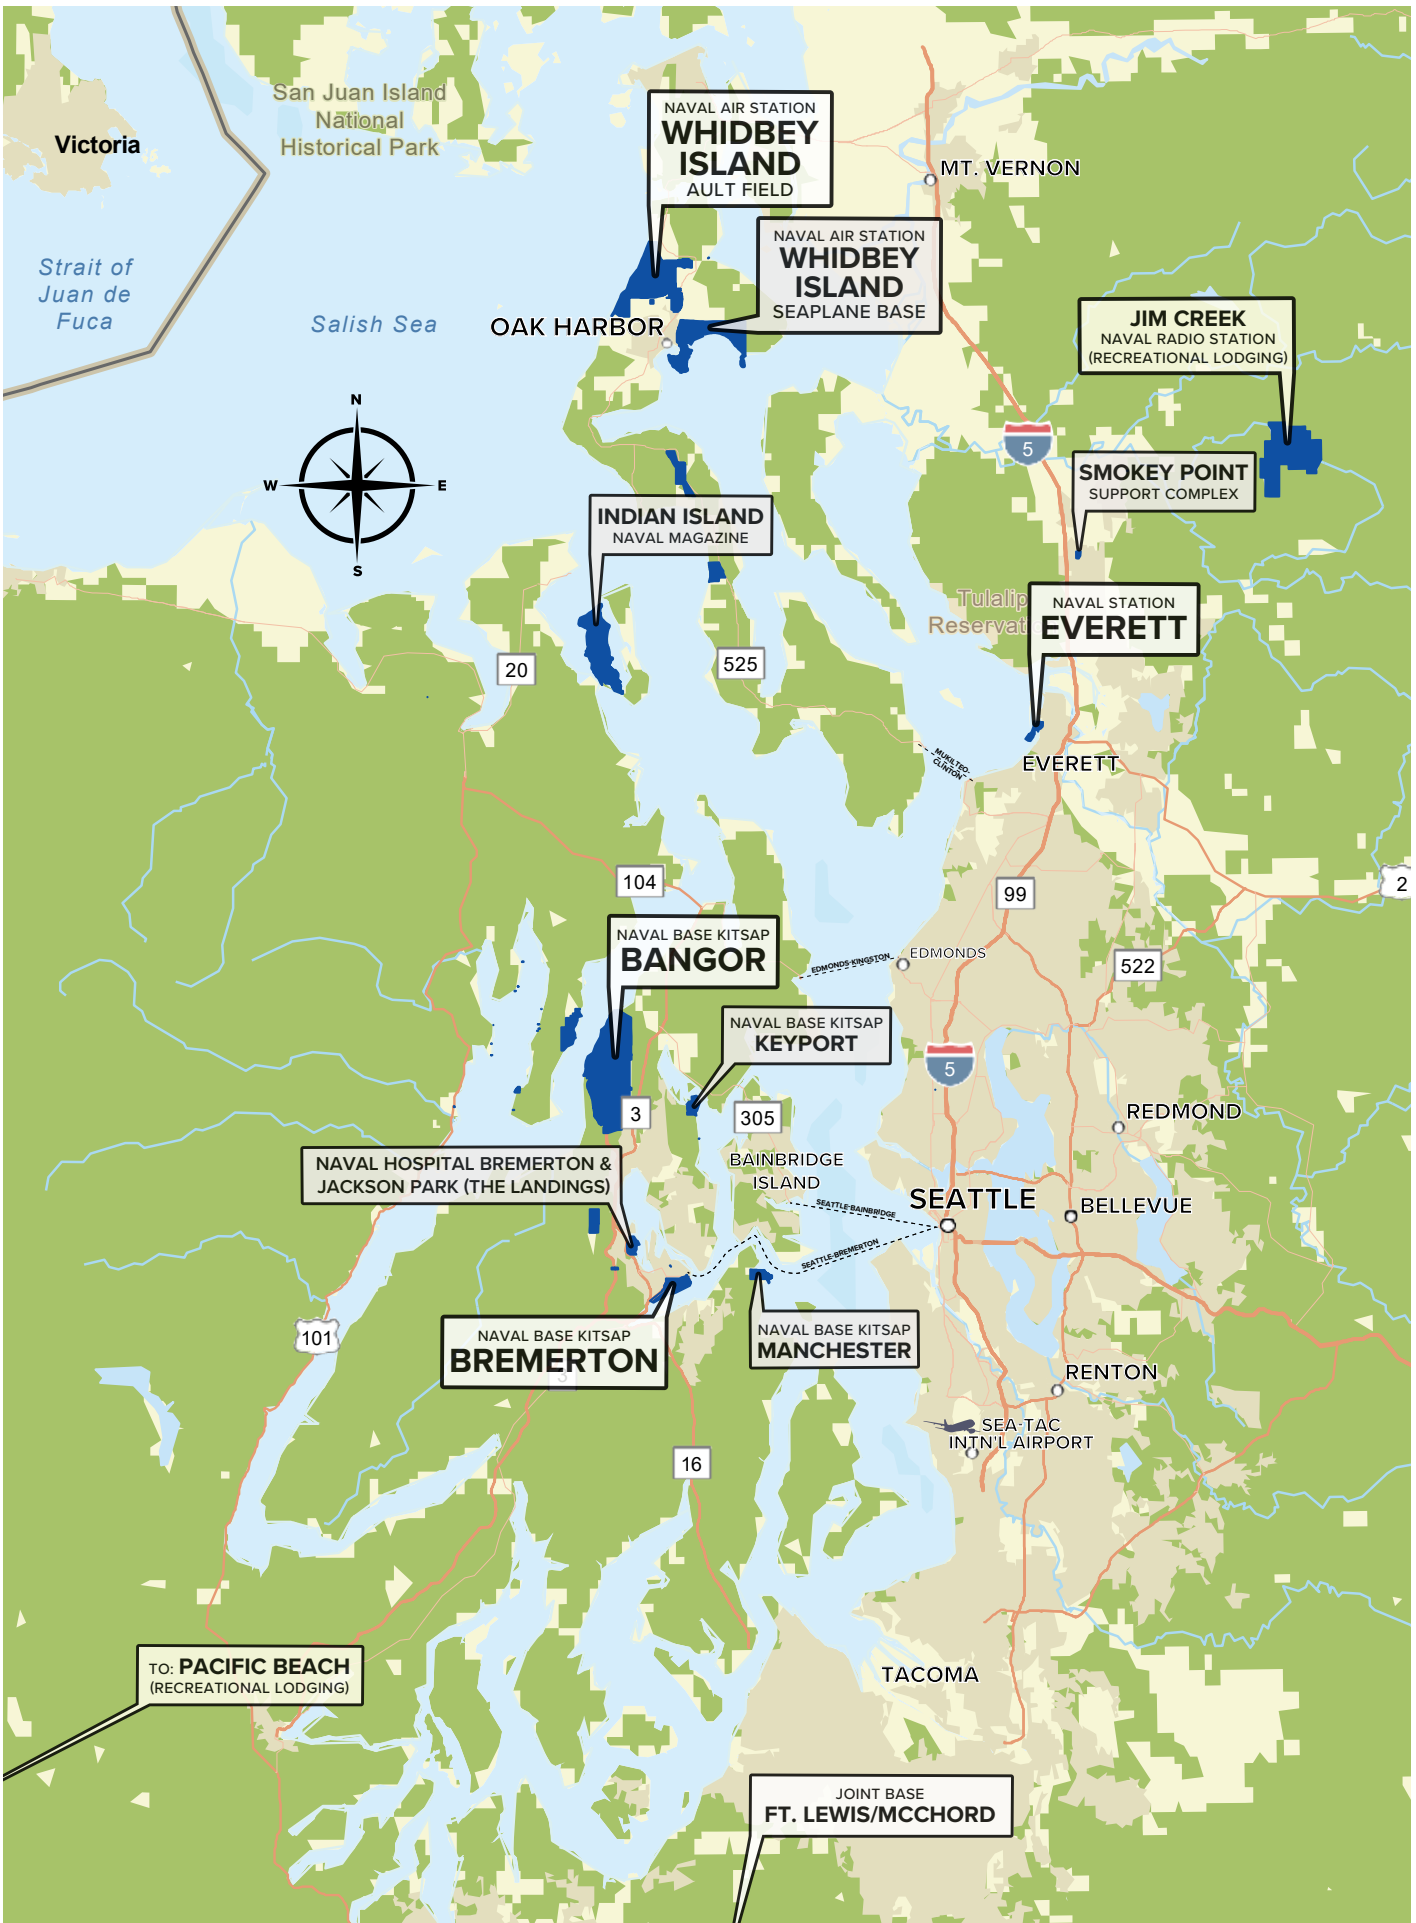 San Juan Island
National
Historical Park
Victoria
NAVAL AIR STATION
WHIDBEY
ISLAND
AULT FIELD
MT. VERNON
NAVAL AIR STATION
WHIDBEY
ISLAND
SEAPLANE BASE
Strait of
Juan de
Fuca
Salish Sea
OAK HARBOR
JIM CREEK
NAVAL RADIO STATION
(RECREATIONAL LODGING)
N
W
E
S
5
SMOKEY POINT
SUPPORT COMPLEX
INDIAN ISLAND
NAVAL MAGAZINE
Tulalip
Reservat
NAVAL STATION
EVERETT
20
525
MUKILTEO-
CLINTON
EVERETT
104
99
2
NAVAL BASE KITSAP
BANGOR
EDMONDS-KINGSTON
EDMONDS
522
NAVAL BASE KITSAP
KEYPORT
5
3
305
REDMOND
NAVAL HOSPITAL BREMERTON &
JACKSON PARK (THE LANDINGS)
BAINBRIDGE
ISLAND
SEATTLE-BAINBRIDGE
SEATTLE
BELLEVUE
SEATTLE-BREMERTON
101
NAVAL BASE KITSAP
BREMERTON
3
NAVAL BASE KITSAP
MANCHESTER
RENTON
SEA-TAC
INTN'L AIRPORT
16
TO: PACIFIC BEACH
(RECREATIONAL LODGING)
TACOMA
JOINT BASE
FT. LEWIS/MCCHORD